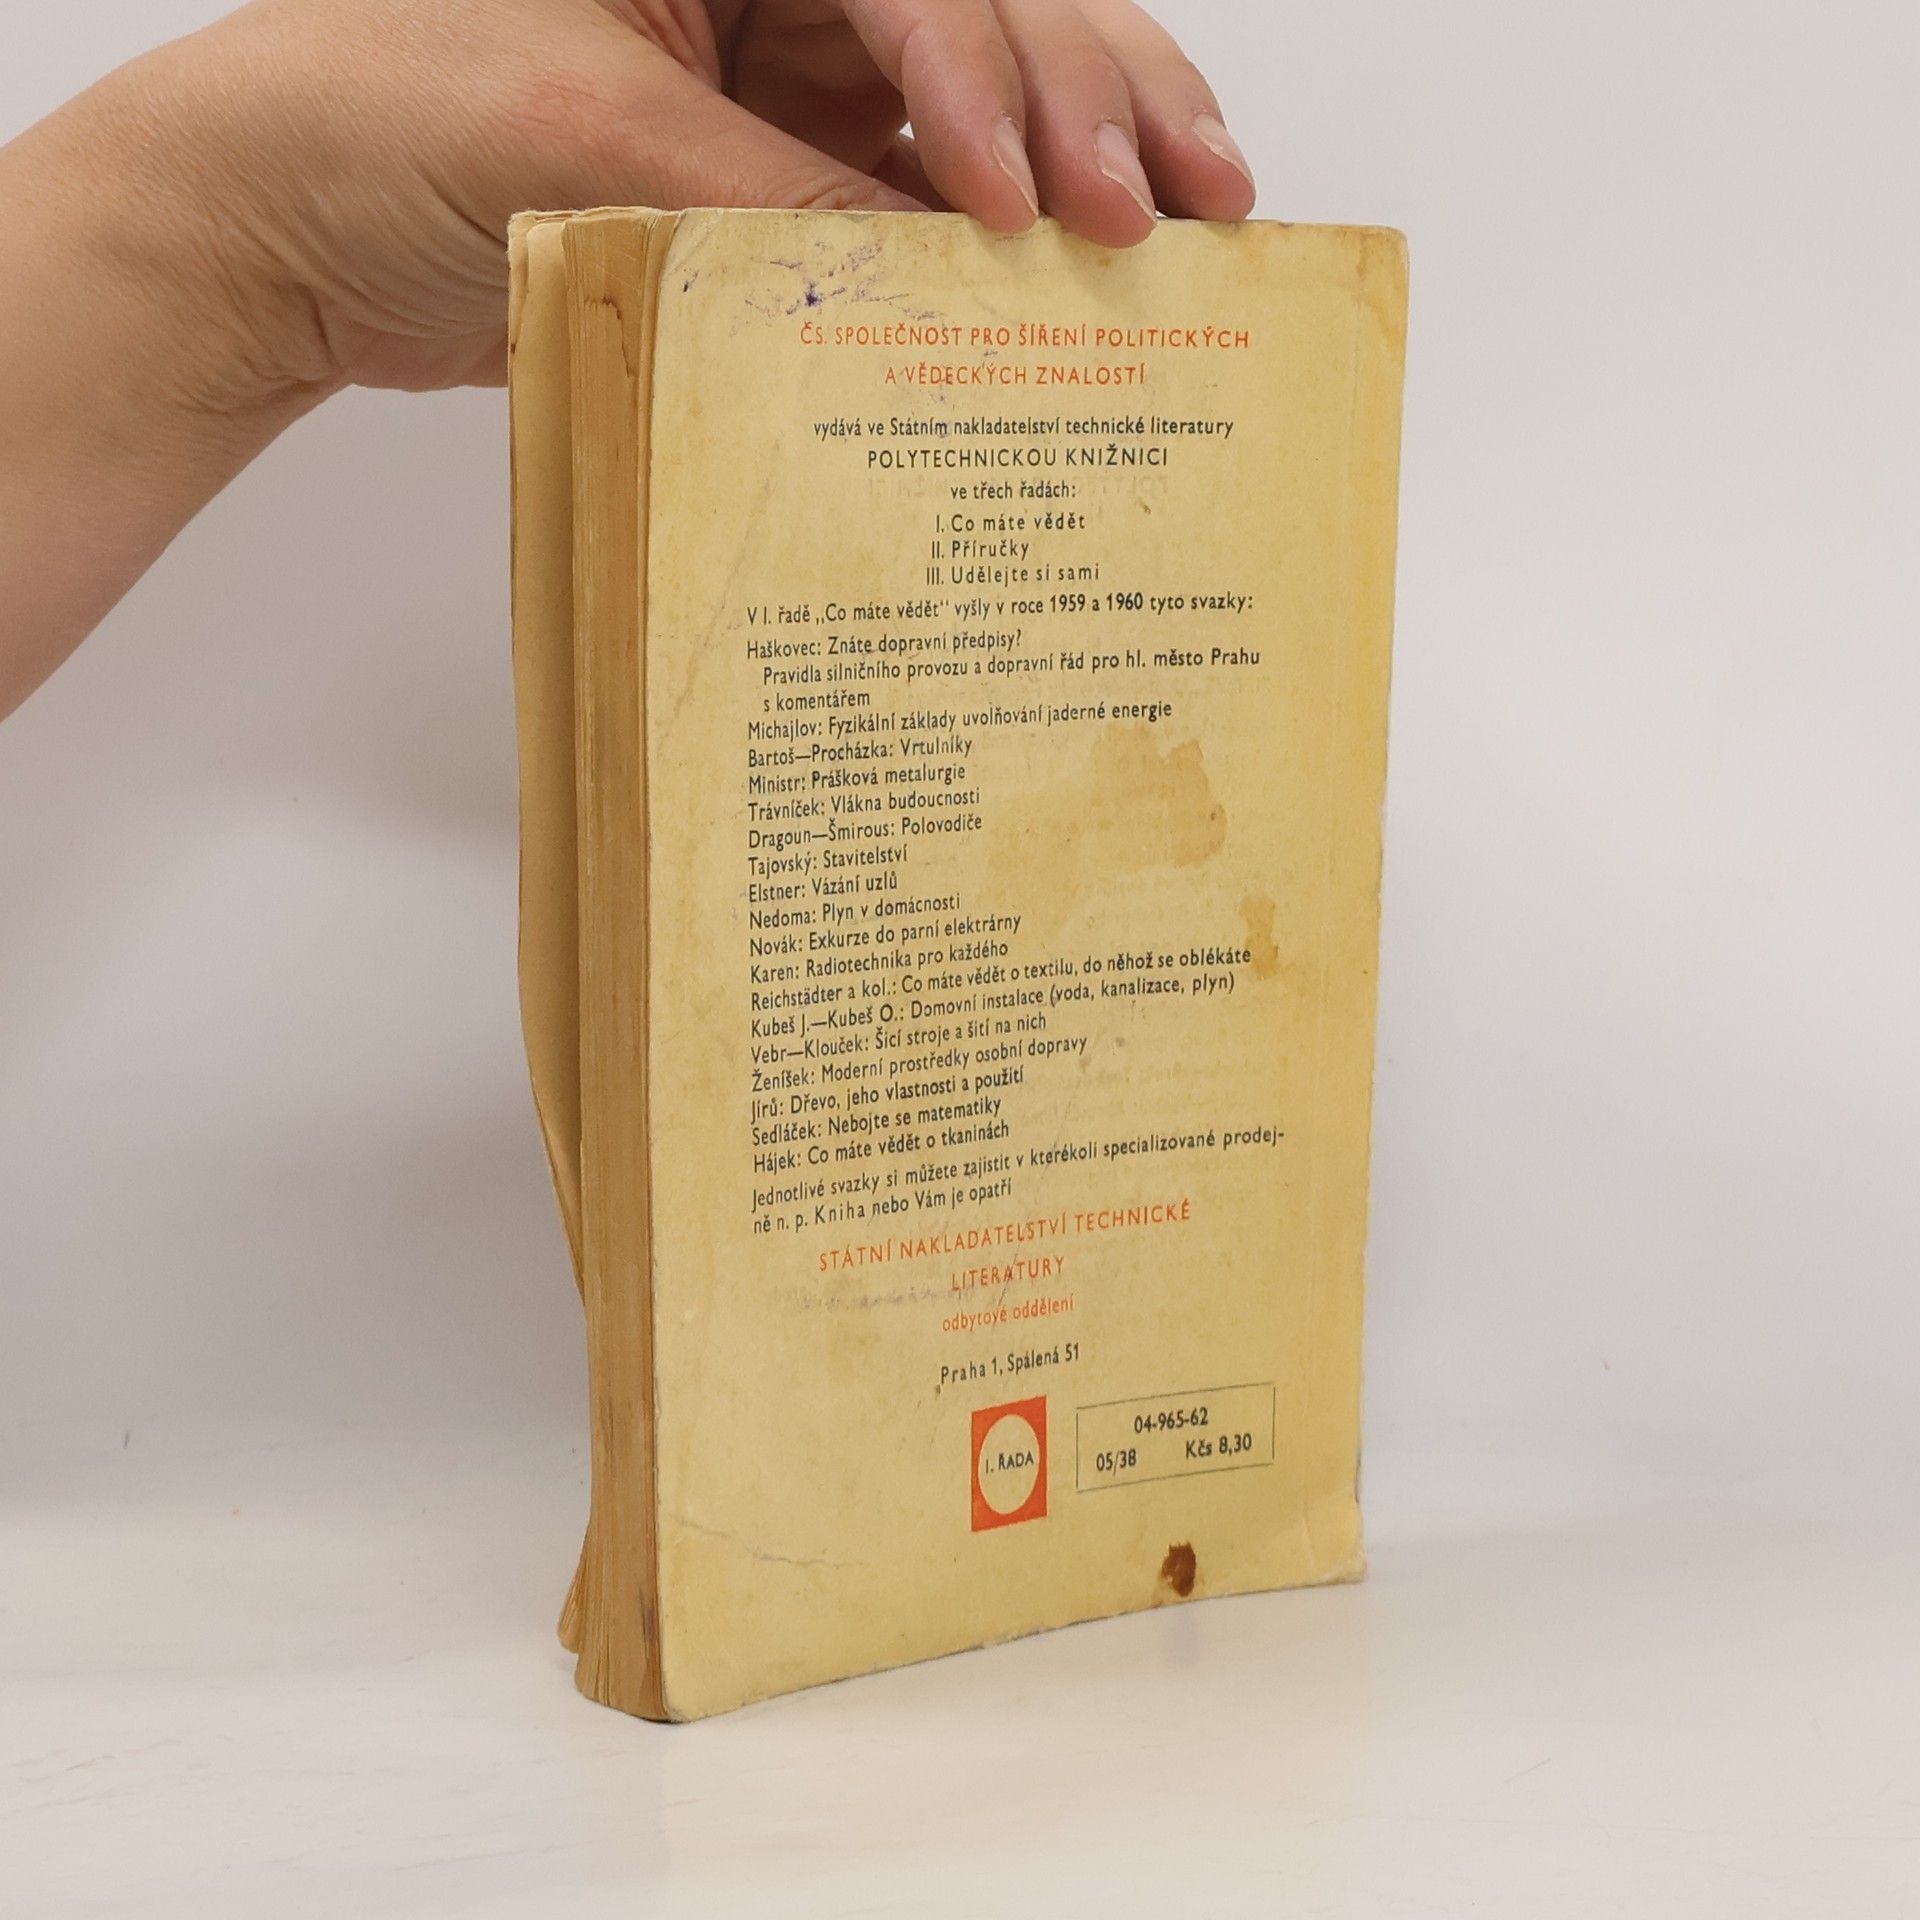 ČS. SPOLEČNOST PRO ŠÍŘENÍ POLITICKÝCH
A VĚDECKÝCH ZNALOSTÍ
vydává ve Státním nakladatelství technické literatury
POLYTECHNICKOU KNIŽNICI
ve třech řadách:
I. Co máte vědět
II. Příručky
III. Udělejte si sami
V I. řadě „Co máte vědět“ vyšly v roce 1959 a 1960 tyto svazky:
Haškovec: Znáte dopravní předpisy?
Pravidla silničního provozu a dopravní řád pro hl. město Prahu
s komentářem
Michajlov: Fyzikální základy uvolňování jaderné energie
Bartoš—Procházka: Vrtulníky
Ministr: Prášková metalurgie
Trávníček: Vlákna budoucnosti
Dragoun—Šmirous: Polovodiče
Tajovský: Stavitelství
Elstner: Vázání uzlů
Nedoma: Plyn v domácnosti
Novák: Exkurze do parní elektrárny
Karen: Radiotechnika pro každého
Reichstädter a kol.: Co máte vědět o textilu, do něhož se oblékáte
Kubeš J.—Kubeš O.: Domovní instalace (voda, kanalizace, plyn)
Vebr—Klouček: Šicí stroje a šití na nich
Ženíšek: Moderní prostředky osobní dopravy
Jírů: Dřevo, jeho vlastnosti a použití
Sedláček: Nebojte se matematiky
Hájek: Co máte vědět o tkaninách
Jednotlivé svazky si můžete zajistit v kterékoli specializované prodej-
ně n. p. Kniha nebo Vám je opatří
STÁTNÍ NAKLADATELSTVÍ TECHNICKÉ
LITERATURY
odbytové oddělení
Praha 1, Spálená 51
I. ŘADA
04-965-62
05/38 Kčs 8,30